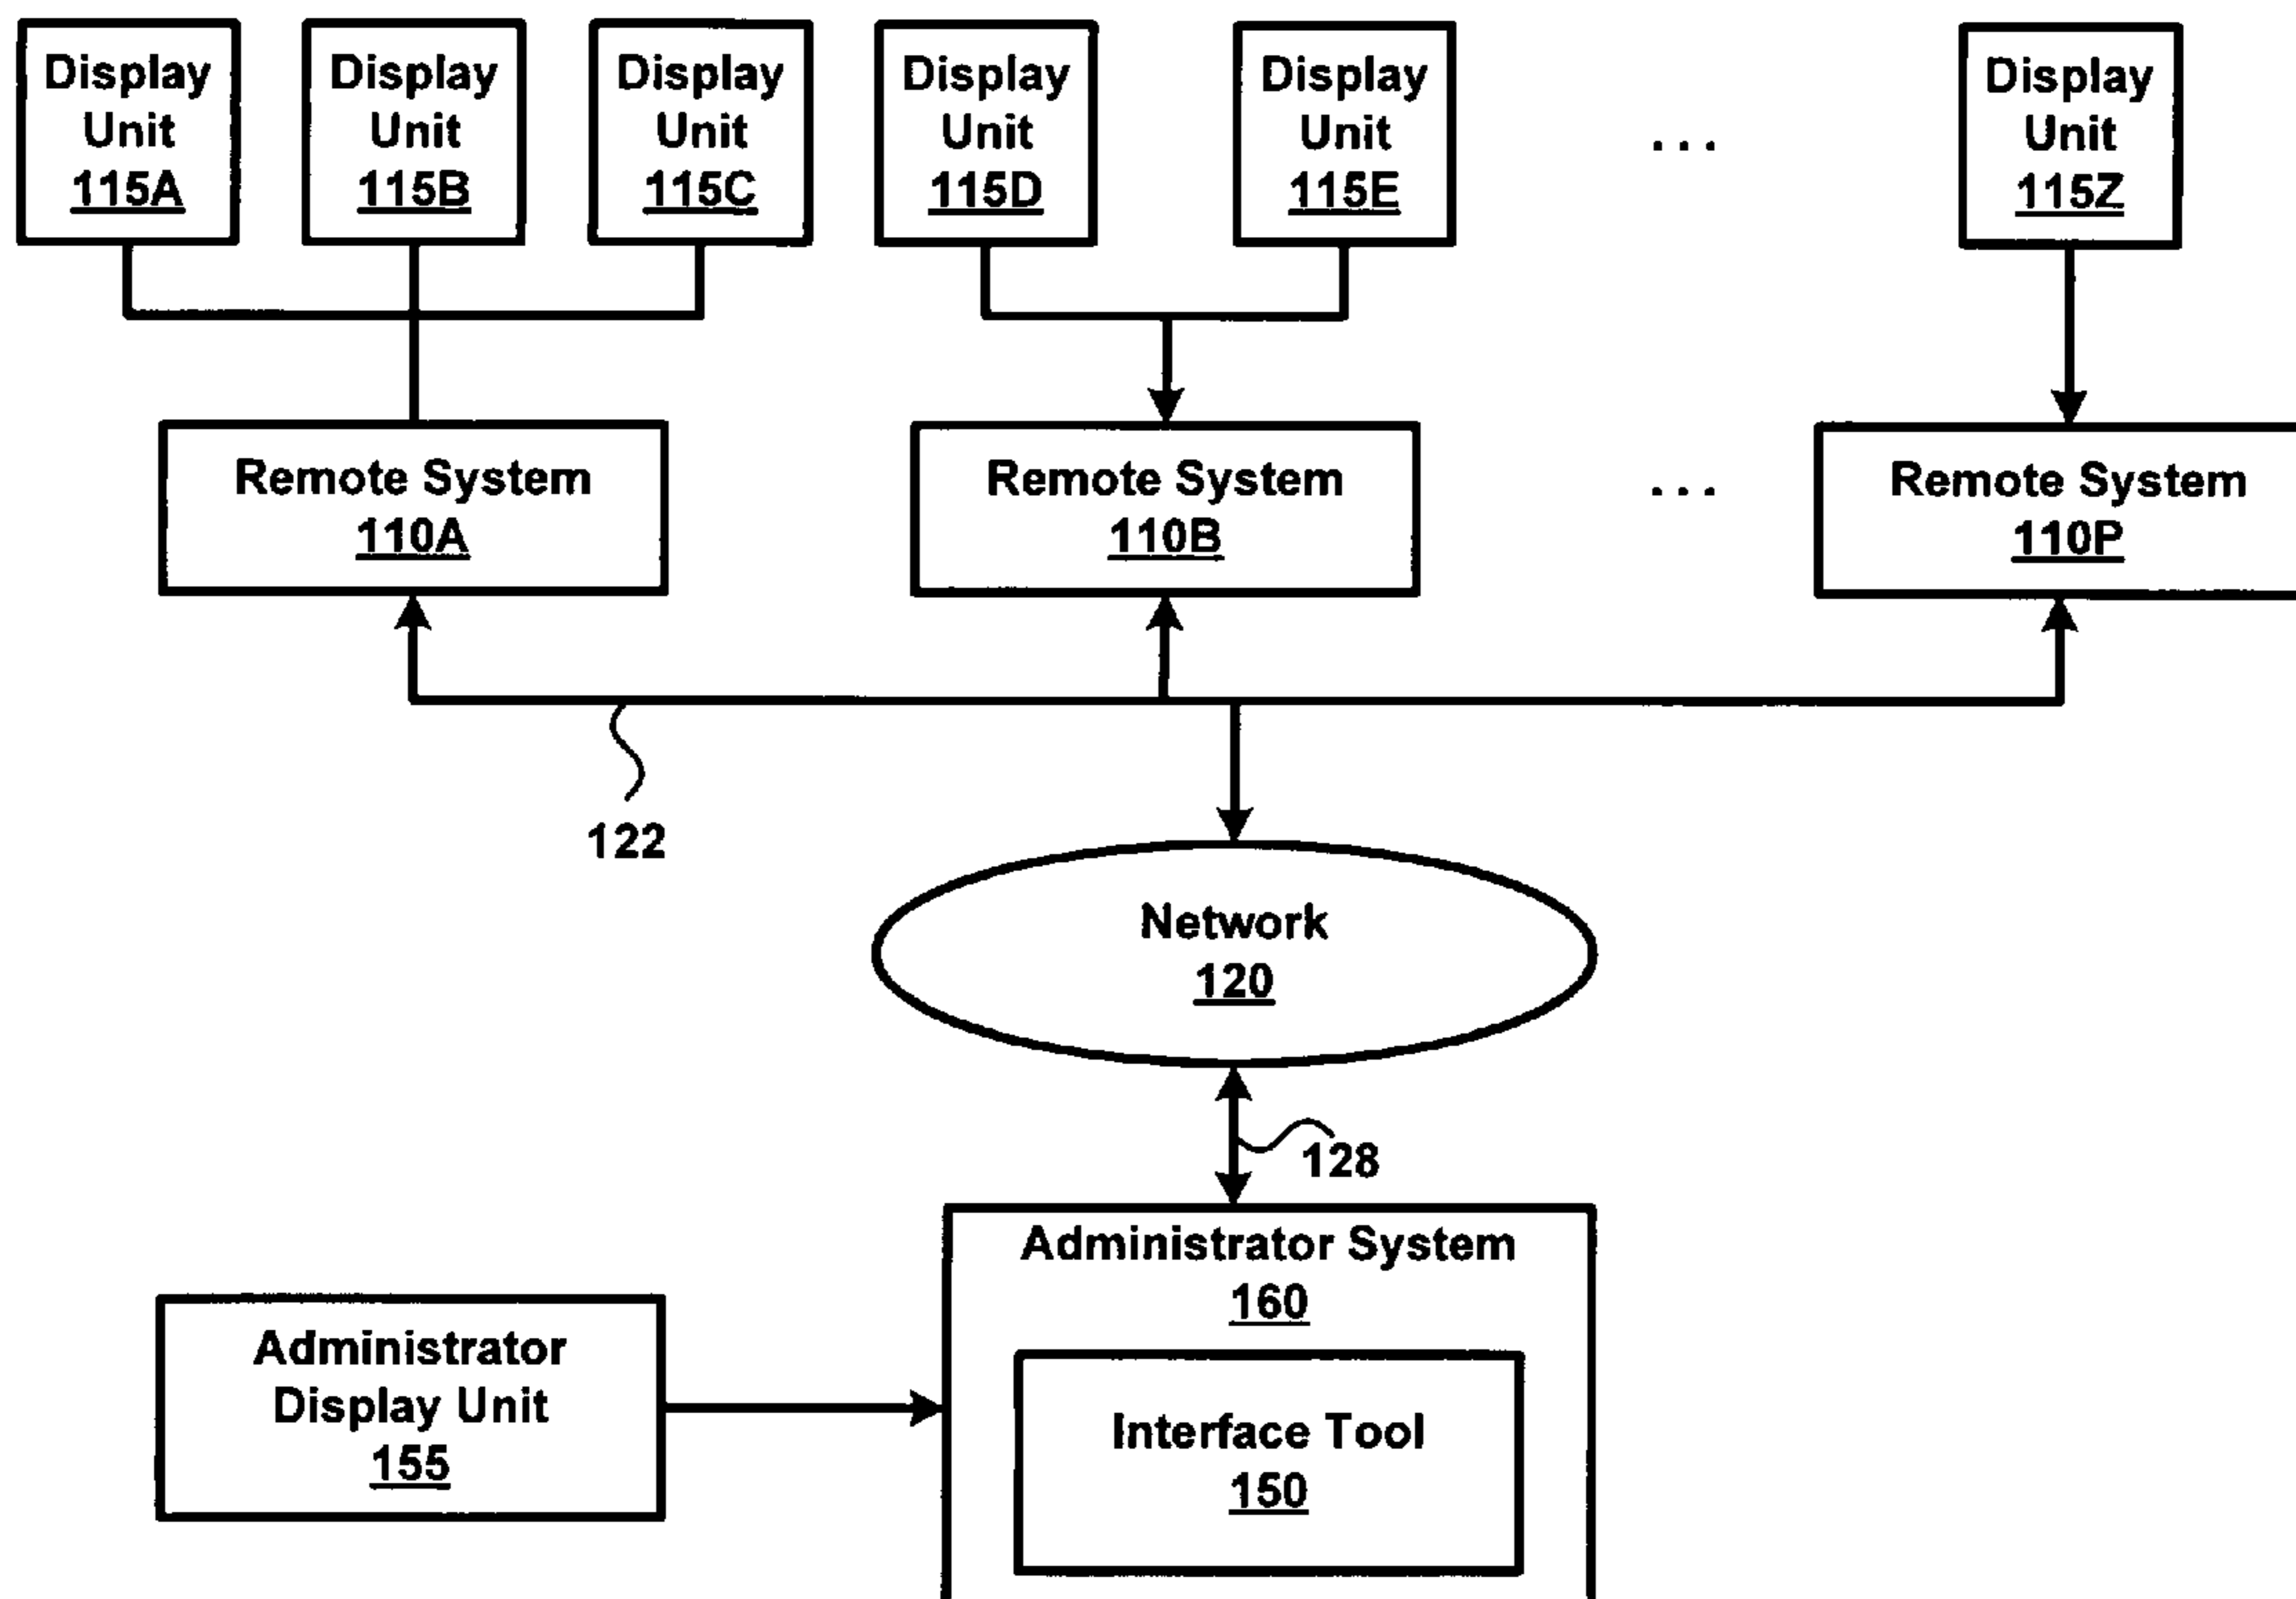 Display
Unit
115A
Display
Unit
115B
Display
Unit
115C
Display
Unit
115D
Display
Unit
115E
...
Display
Unit
115Z
Remote System
110A
Remote System
110B
...
Remote System
110P
122
Network
120
128
Administrator System
160
Administrator
Display Unit
155
Interface Tool
150